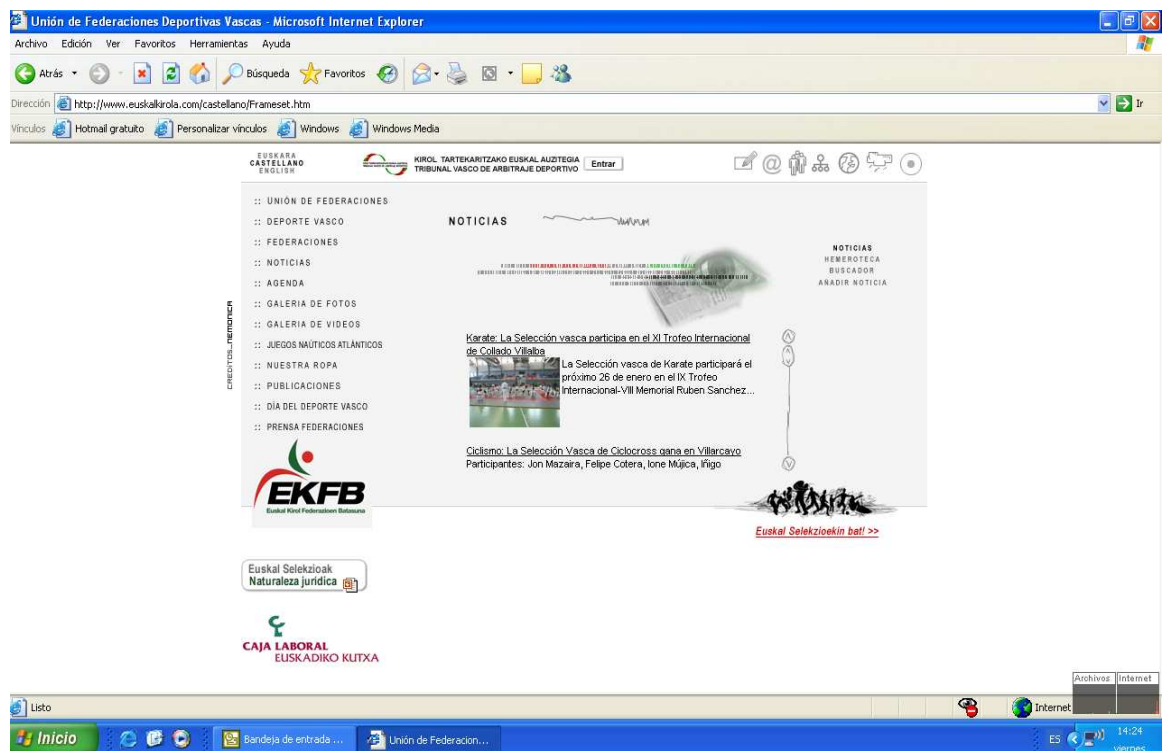 Unión de Federaciones Deportivas Vascas - Microsoft Internet Explorer
Archivo Edición Ver Favoritos Herramientas Ayuda
Atrás Búsqueda Favoritos
Dirección http://www.euskalkirola.com/castellano/Frameset.htm Ir
Vínculos Hotmail gratuito Personalizar vínculos Windows Windows Media
EUSKARA
CASTELLANO
ENGLISH
KIROL TARTEKARITZAKO EUSKAL AUZITEGIA
TRIBUNAL VASCO DE ARBITRAJE DEPORTIVO
Entrar
:: UNIÓN DE FEDERACIONES
:: DEPORTE VASCO
:: FEDERACIONES
:: NOTICIAS
:: AGENDA
:: GALERIA DE FOTOS
:: GALERIA DE VIDEOS
:: JUEGOS NAÚTICOS ATLÁNTICOS
:: NUESTRA ROPA
:: PUBLICACIONES
:: DÍA DEL DEPORTE VASCO
:: PRENSA FEDERACIONES
CREDITOS_NEMONICA
NOTICIAS
NOTICIAS
HEMEROTECA
BUSCADOR
AÑADIR NOTICIA
Karate: La Selección vasca participa en el XI Trofeo Internacional
de Collado Villalba
La Selección vasca de Karate participará el
próximo 26 de enero en el IX Trofeo
Internacional-VIII Memorial Ruben Sanchez...
Ciclismo: La Selección Vasca de Ciclocross gana en Villarcayo
Participantes: Jon Mazaira, Felipe Cotera, Ione Mújica, Iñigo
EKFB
Euskal Kirol Federazioen Batasuna
Euskal Selekzioekin bat! >>
Euskal Selekzioak
Naturaleza jurídica
CAJA LABORAL
EUSKADIKO KUTXA
Archivos Internet
Listo Internet
Inicio Bandeja de entrada ... Unión de Federacion... ES 14:24
viernes